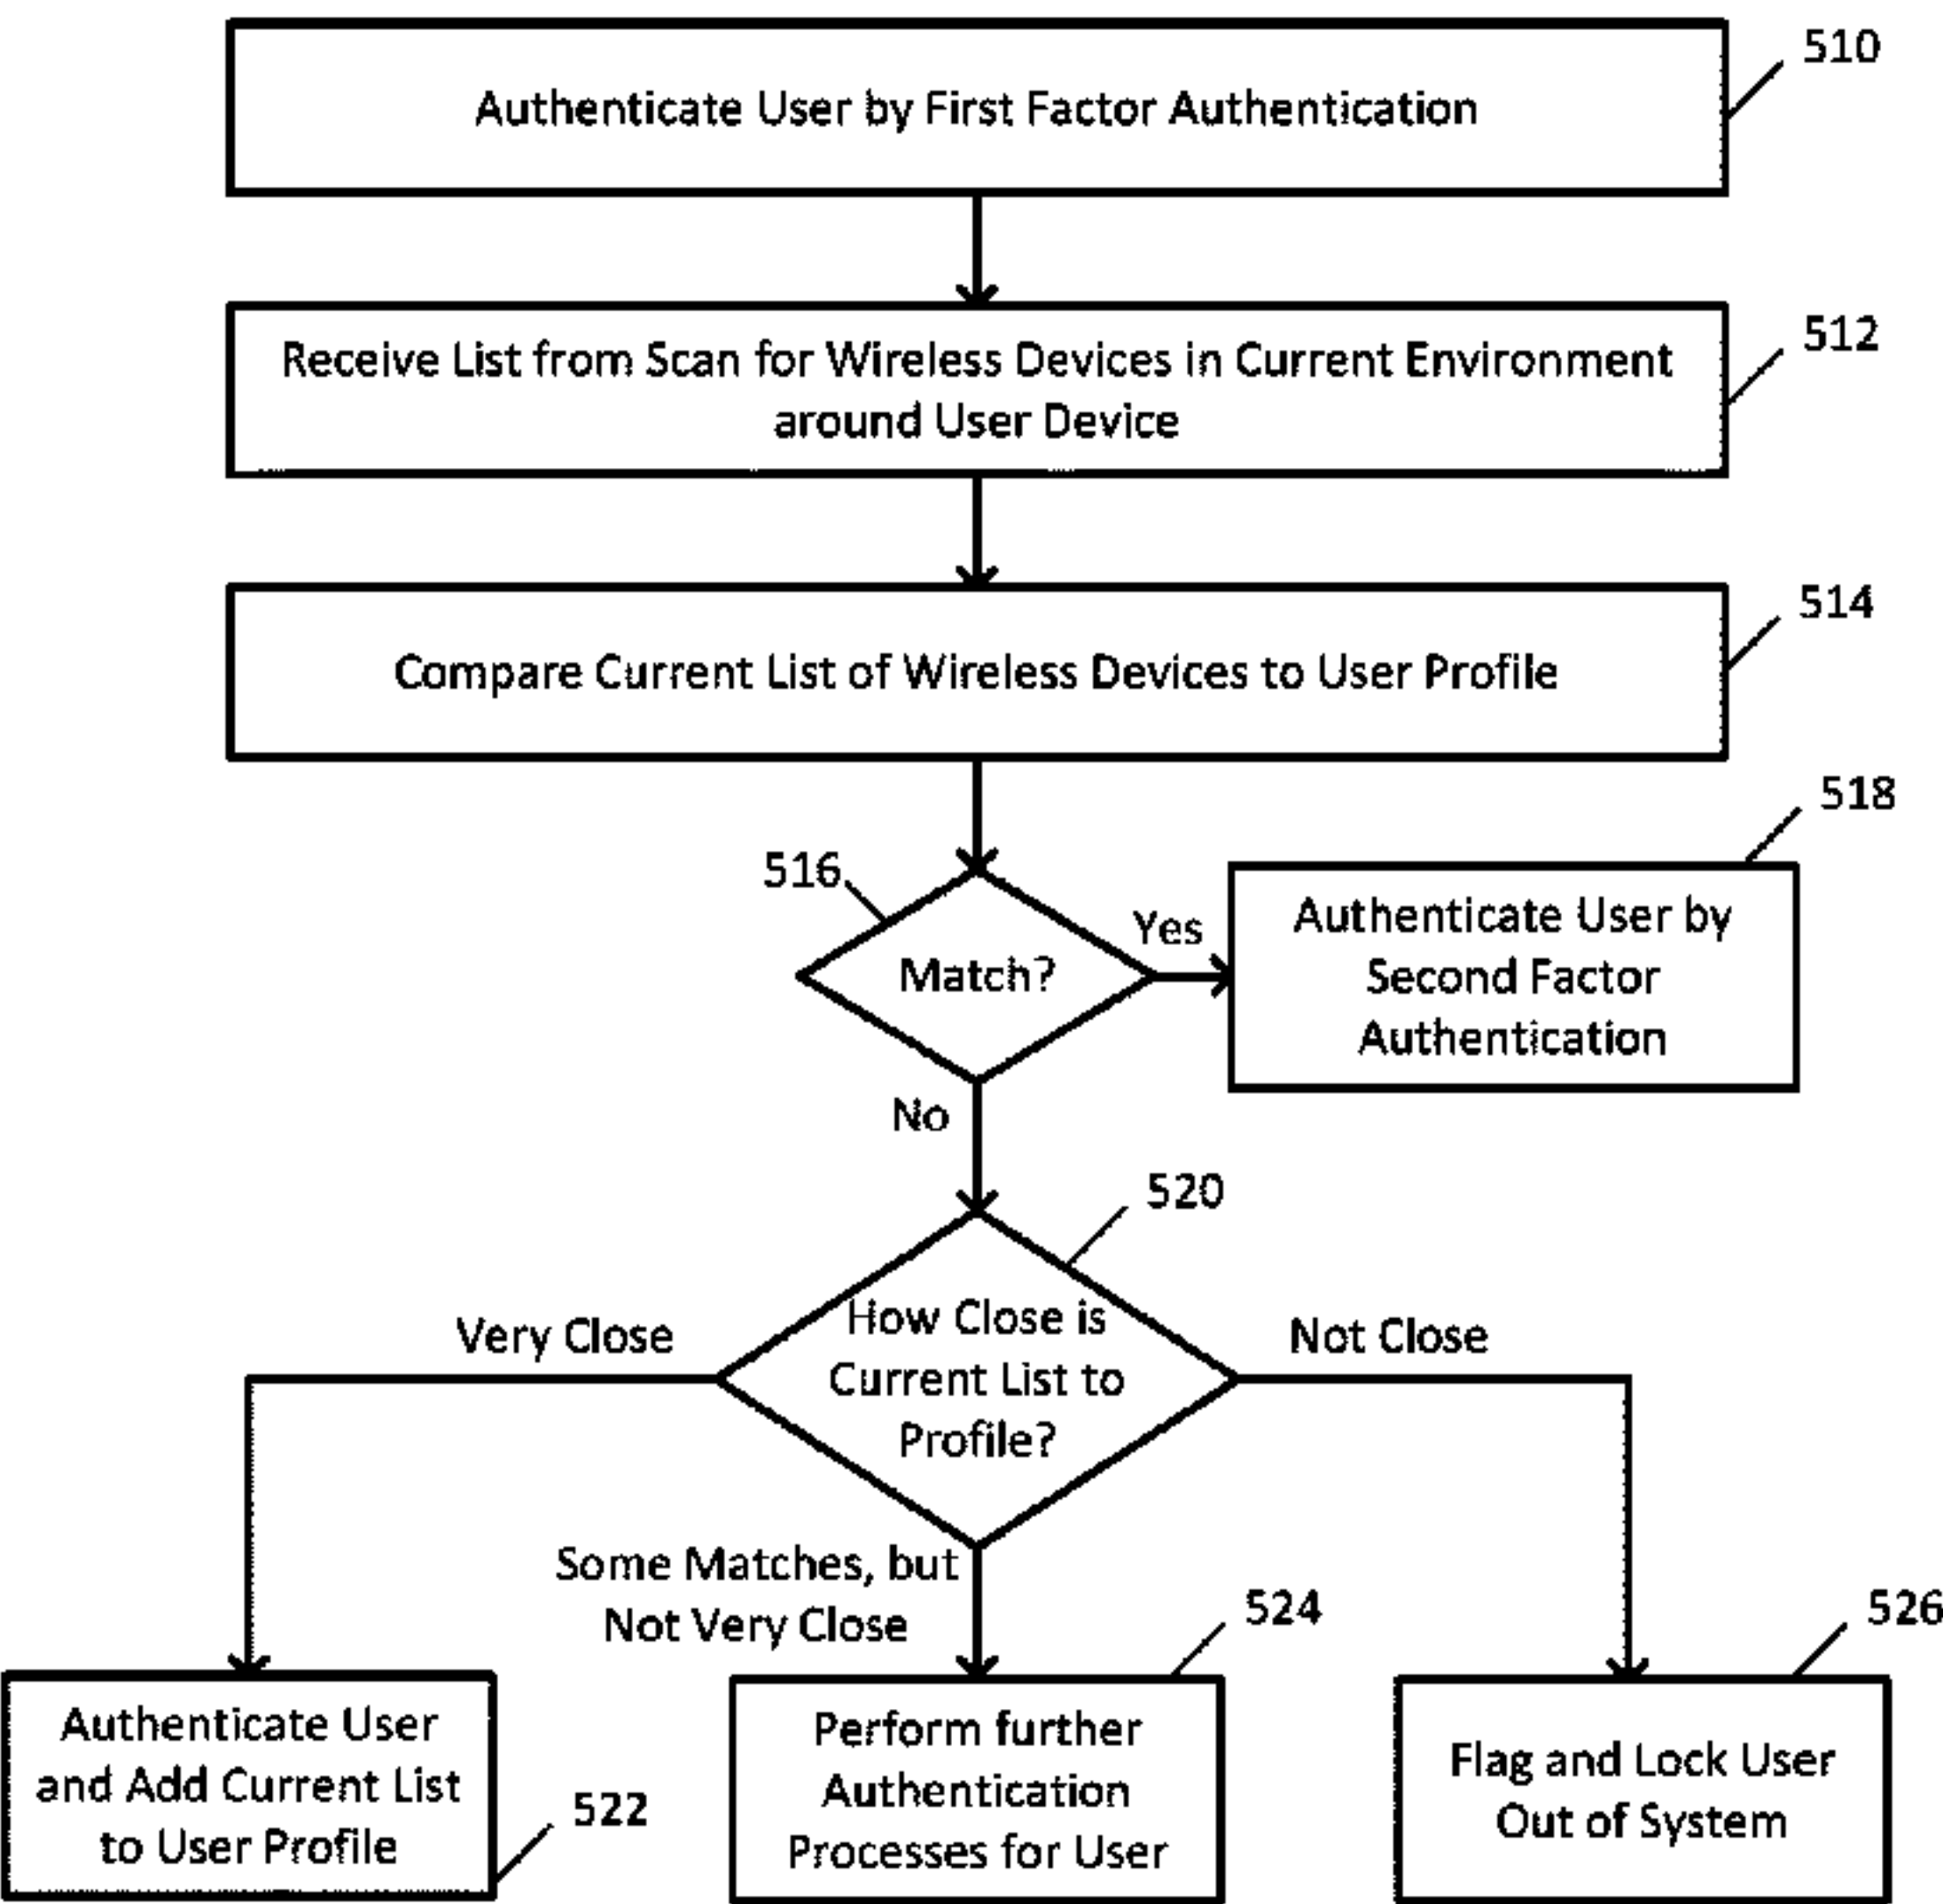 510
Authenticate User by First Factor Authentication
512
Receive List from Scan for Wireless Devices in Current Environment
around User Device
514
Compare Current List of Wireless Devices to User Profile
518
516
Match?
Yes
Authenticate User by
Second Factor
Authentication
No
520
How Close is
Current List to
Profile?
Very Close
Not Close
Some Matches, but
Not Very Close
524
526
Authenticate User
and Add Current List
to User Profile
522
Perform further
Authentication
Processes for User
Flag and Lock User
Out of System